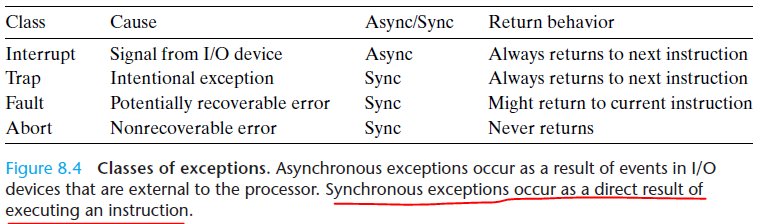 Class Cause Async/Sync Return behavior
Interrupt Signal from I/O device Async Always returns to next instruction
Trap Intentional exception Sync Always returns to next instruction
Fault Potentially recoverable error Sync Might return to current instruction
Abort Nonrecoverable error Sync Never returns
Figure 8.4 Classes of exceptions. Asynchronous exceptions occur as a result of events in I/O
devices that are external to the processor. Synchronous exceptions occur as a direct result of
executing an instruction.